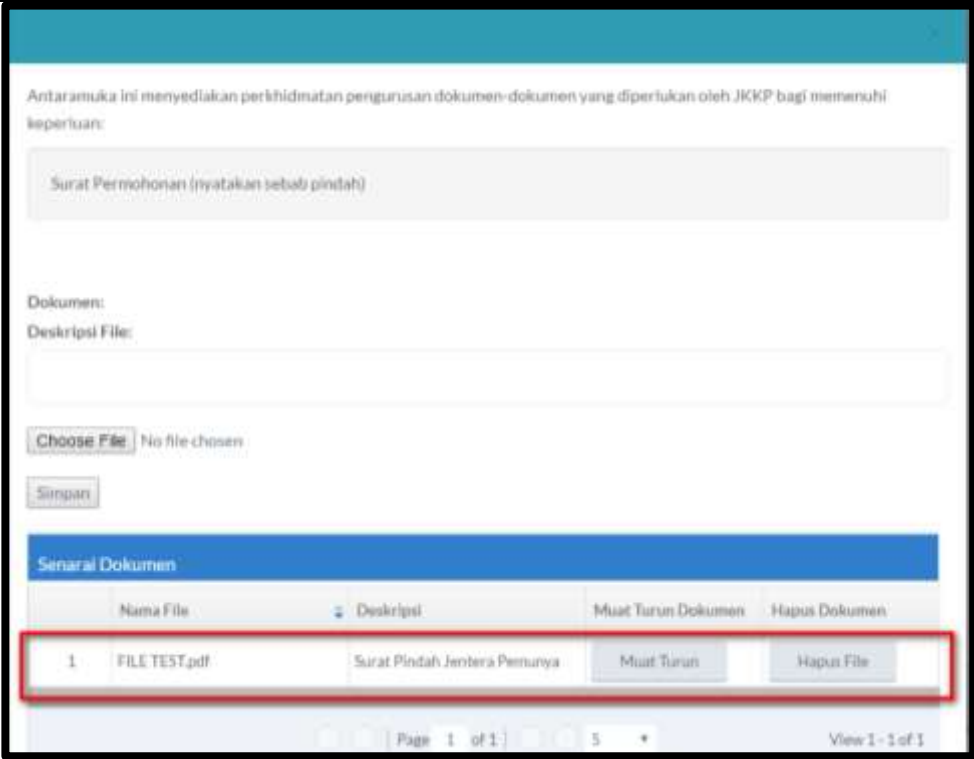 Antaramuka ini menyediakan perkhidmatan pengurusan dokumen-dokumen yang diperlukan oleh JKKP bagi memenuhi
keperluan:
Surat Permohonan (nyatakan sebab pindah)
Dokumen:
Deskripsi File:
Choose File No file chosen
Simpan
Senarai Dokumen
Nama File Deskripsi Muat Turun Dokumen Hapus Dokumen
1 FILE TEST.pdf Surat Pindah Jentera Pemunya Muat Turun Hapus File
Page 1 of 1 5 View 1 - 1 of 1